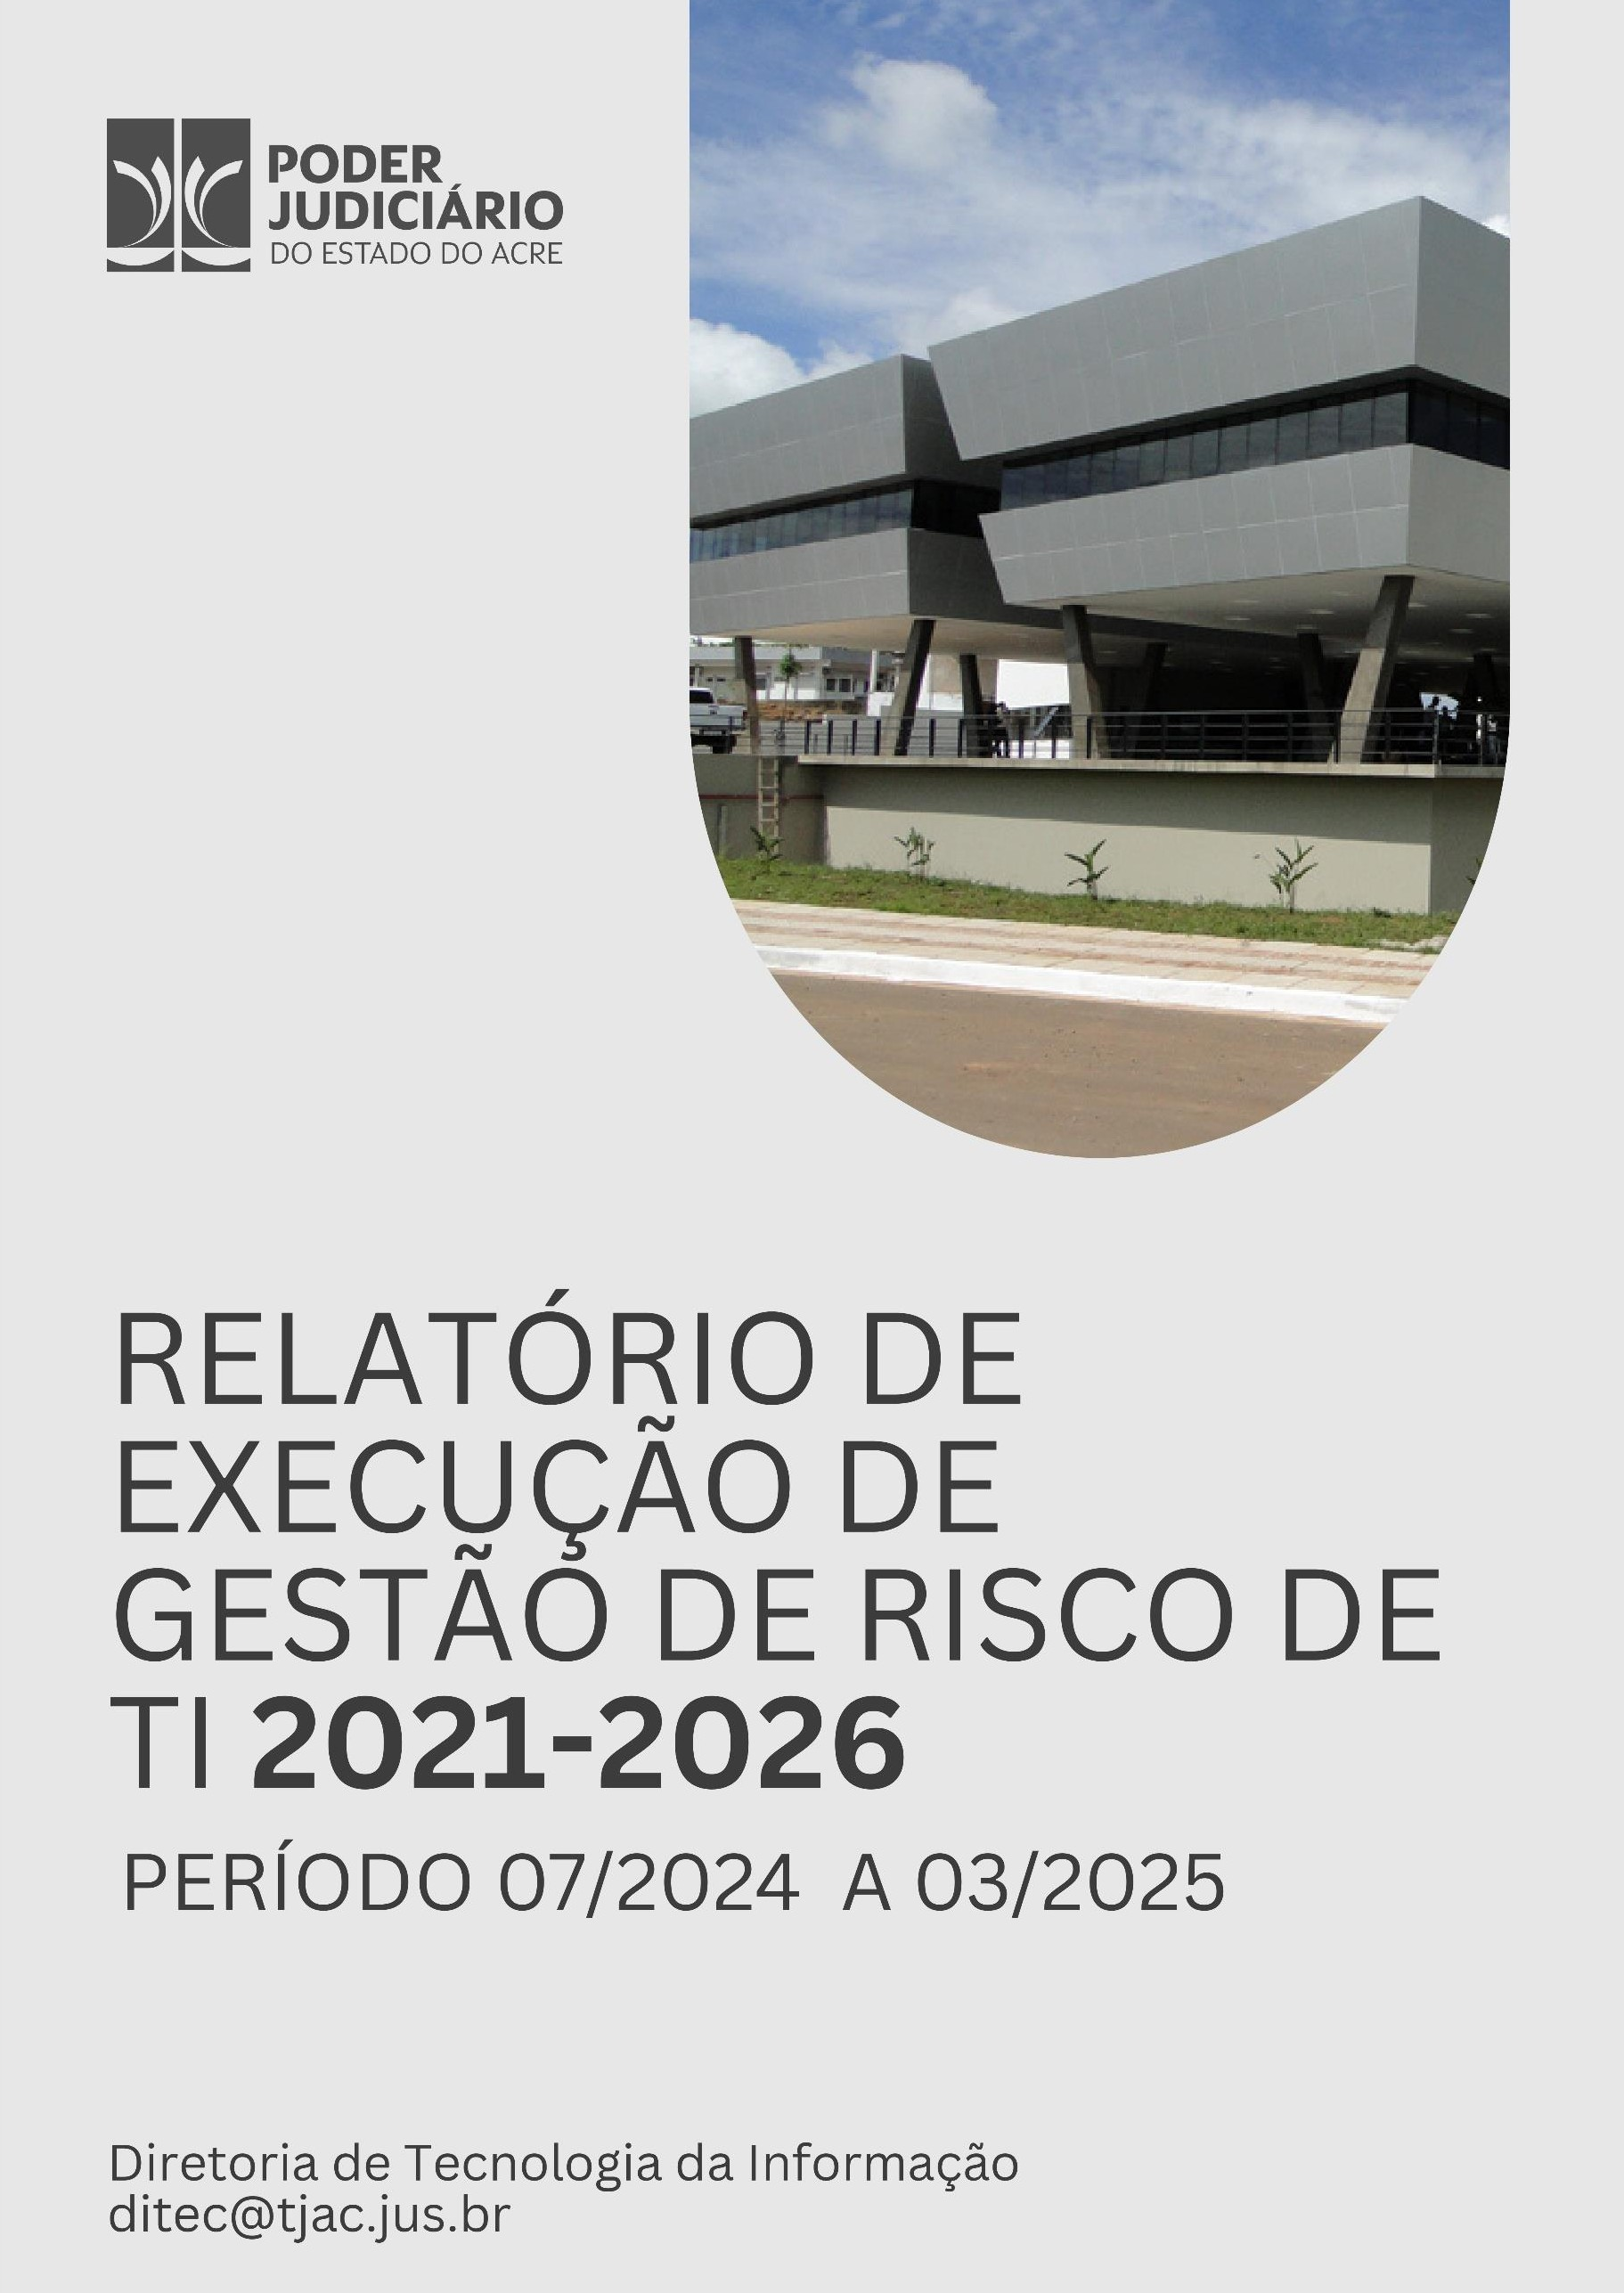 PODER
JUDICIÁRIO
DO ESTADO DO ACRE
RELATÓRIO DE
EXECUÇÃO DE
GESTÃO DE RISCO DE
TI 2021-2026
PERÍODO 07/2024 A 03/2025
Diretoria de Tecnologia da Informação
ditec@tjac.jus.br